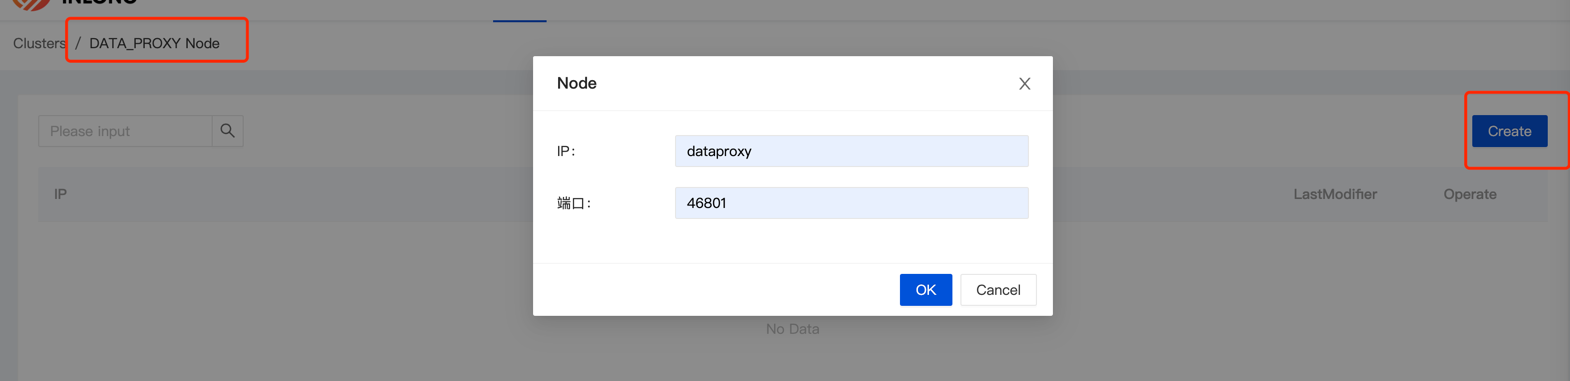 INLONG
Clusters / DATA_PROXY Node
Node
Please input
Create
IP:
dataproxy
IP
LastModifier
Operate
端口:
46801
OK
Cancel
No Data